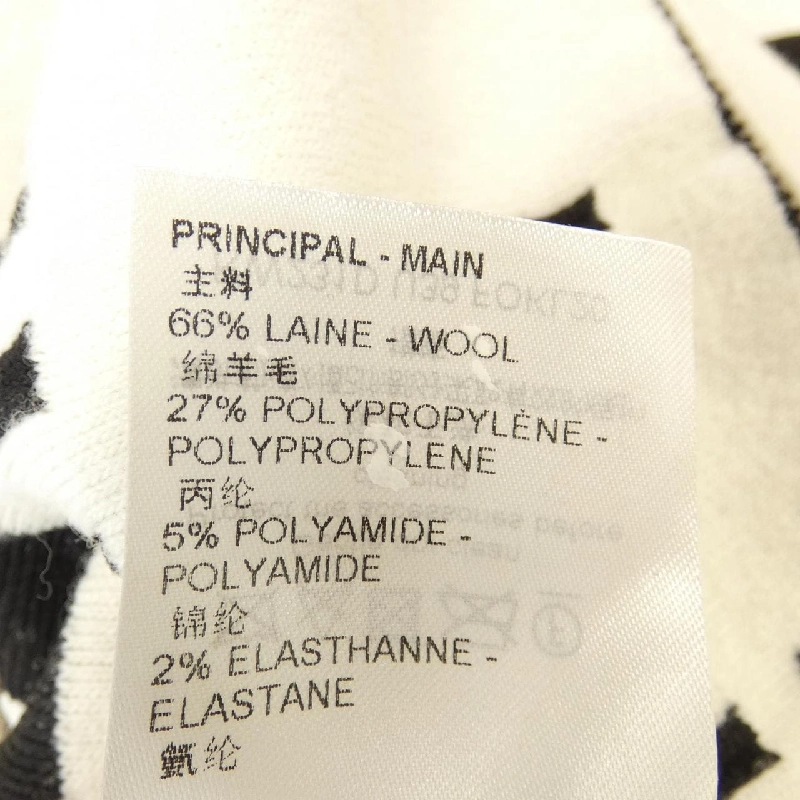 PRINCIPAL - MAIN
主料
66% LAINE - WOOL
绵羊毛
27% POLYPROPYLÈNE -
POLYPROPYLENE
丙纶
5% POLYAMIDE -
POLYAMIDE
锦纶
2% ELASTHANNE -
ELASTANE
氨纶